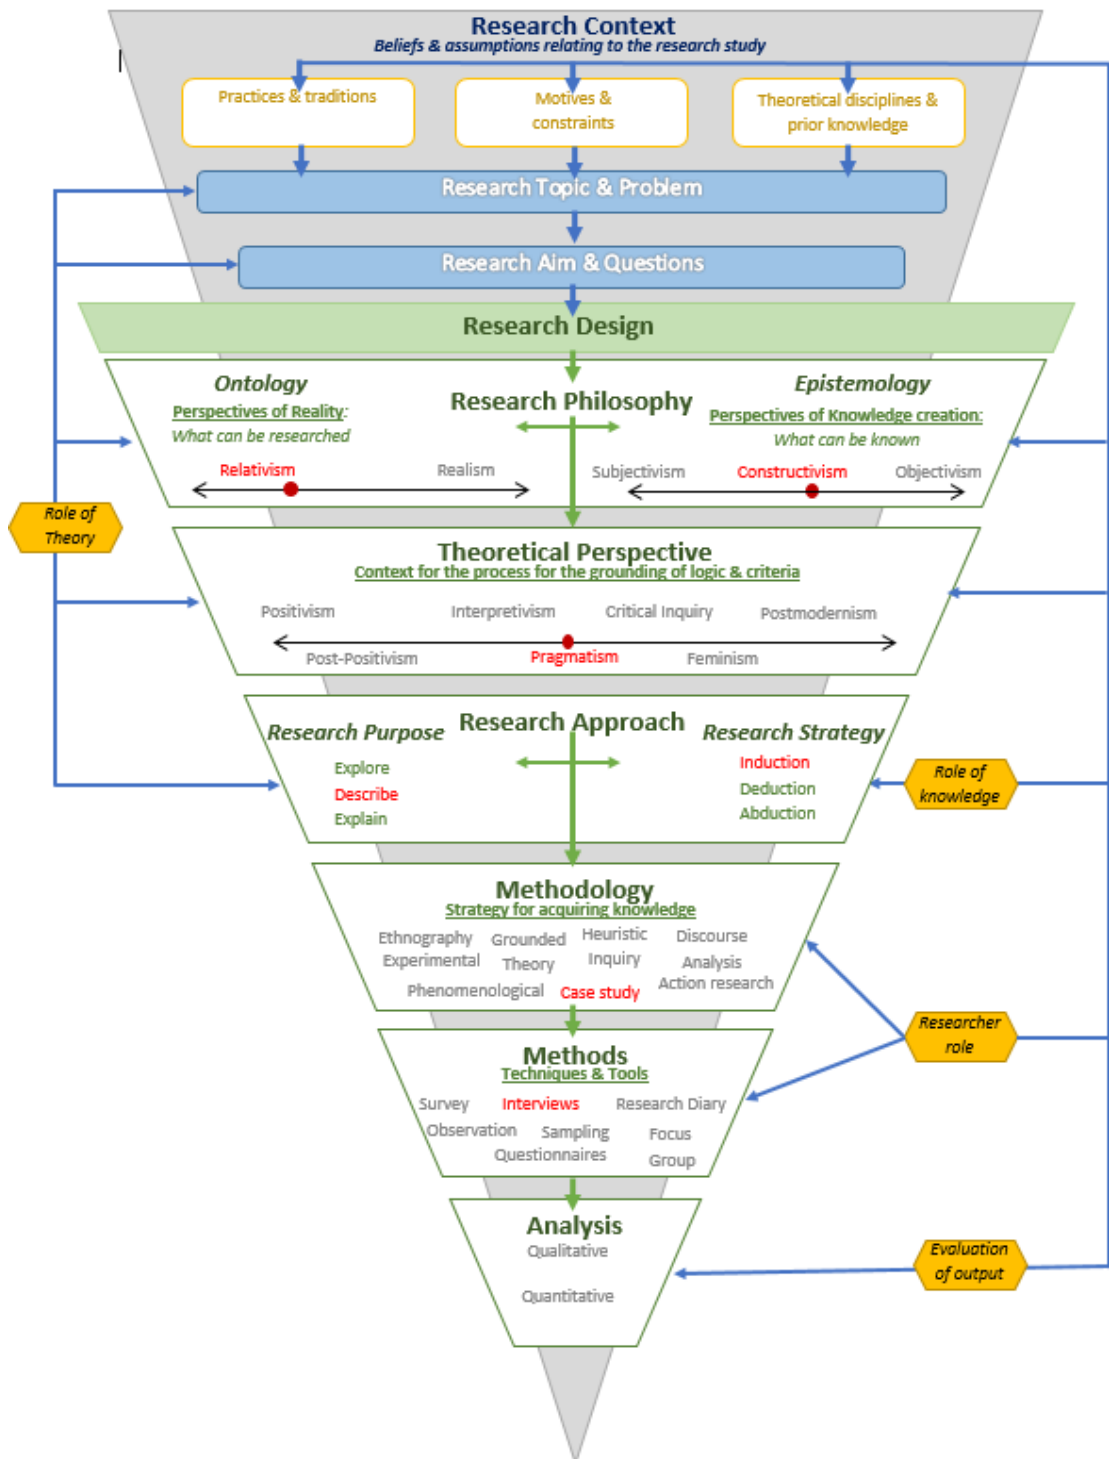 Research Context
Beliefs & assumptions relating to the research study
Practices & traditions
Motives &
constraints
Theoretical disciplines &
prior knowledge
Research Topic & Problem
Research Aim & Questions
Research Design
Ontology
Perspectives of Reality:
What can be researched
Research Philosophy
Epistemology
Perspectives of Knowledge creation:
What can be known
Relativism
Realism
Subjectivism
Constructivism
Objectivism
Role of
Theory
Theoretical Perspective
Context for the process for the grounding of logic & criteria
Positivism
Interpretivism
Critical Inquiry
Postmodernism
Post-Positivism
Pragmatism
Feminism
Research Approach
Research Purpose
Explore
Describe
Explain
Research Strategy
Induction
Deduction
Abduction
Role of
knowledge
Methodology
Strategy for acquiring knowledge
Ethnography
Grounded
Theory
Heuristic
Inquiry
Discourse
Analysis
Experimental
Phenomenological
Case study
Action research
Researcher
role
Methods
Techniques & Tools
Survey
Interviews
Research Diary
Observation
Sampling
Focus
Group
Questionnaires
Analysis
Qualitative
Quantitative
Evaluation
of output